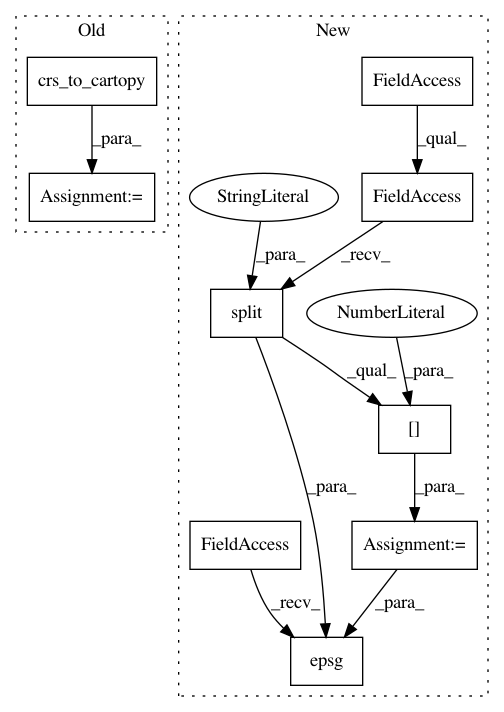 Old
New
crs_to_cartopy
FieldAccess
_para_
_qual_
Assignment:=
StringLiteral
FieldAccess
_para_
_recv_
split
NumberLiteral
_qual_
_para_
[]
_para_
_para_
FieldAccess
Assignment:=
_recv_
_para_
epsg